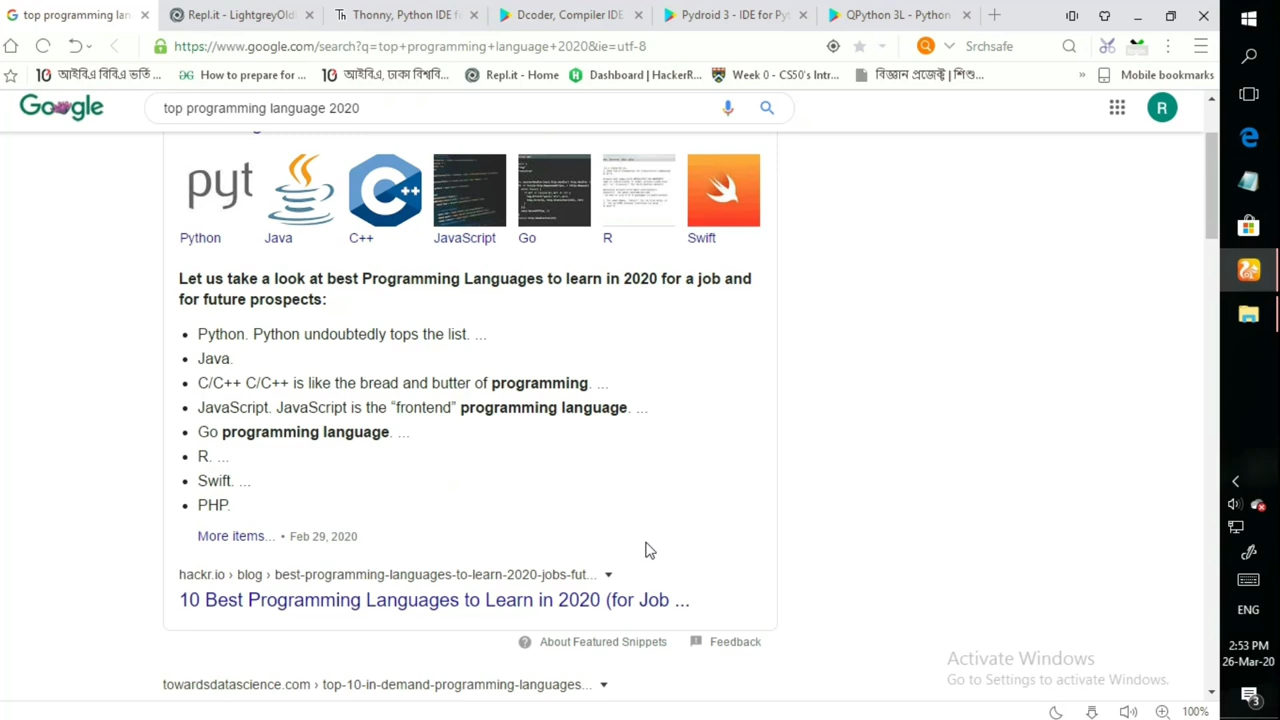 top programming lan
Repl.it - LightgreyOld
Thonny, Python IDE f
Dcoder, Compiler IDE
Pydroid 3 - IDE for Py
QPython 3L - Python
https://www.google.com/search?q=top+programming+language+2020&ie=utf-8
Srchsafe
আইবিএ বিবিএ ভর্তি ...
How to prepare for ...
আইবিএ, ঢাকা বিশ্ববি...
Repl.it - Home
Dashboard | HackerR...
Week 0 - CS50's Intr...
বিজ্ঞান প্রজেক্ট | শিশু...
»
Mobile bookmarks
Google
top programming language 2020
R
pyt
C++
Python
Java
C++
JavaScript
Go
R
Swift
Let us take a look at best Programming Languages to learn in 2020 for a job and
for future prospects:
Python. Python undoubtedly tops the list. ...
Java.
C/C++ C/C++ is like the bread and butter of programming. ...
JavaScript. JavaScript is the “frontend” programming language. ...
Go programming language. ...
R. ...
Swift. ...
PHP.
More items... • Feb 29, 2020
hackr.io › blog › best-programming-languages-to-learn-2020-jobs-fut...
10 Best Programming Languages to Learn in 2020 (for Job ...
About Featured Snippets
Feedback
towardsdatascience.com › top-10-in-demand-programming-languages...
Activate Windows
Go to Settings to activate Windows.
100%
ENG
2:53 PM
26-Mar-20
3